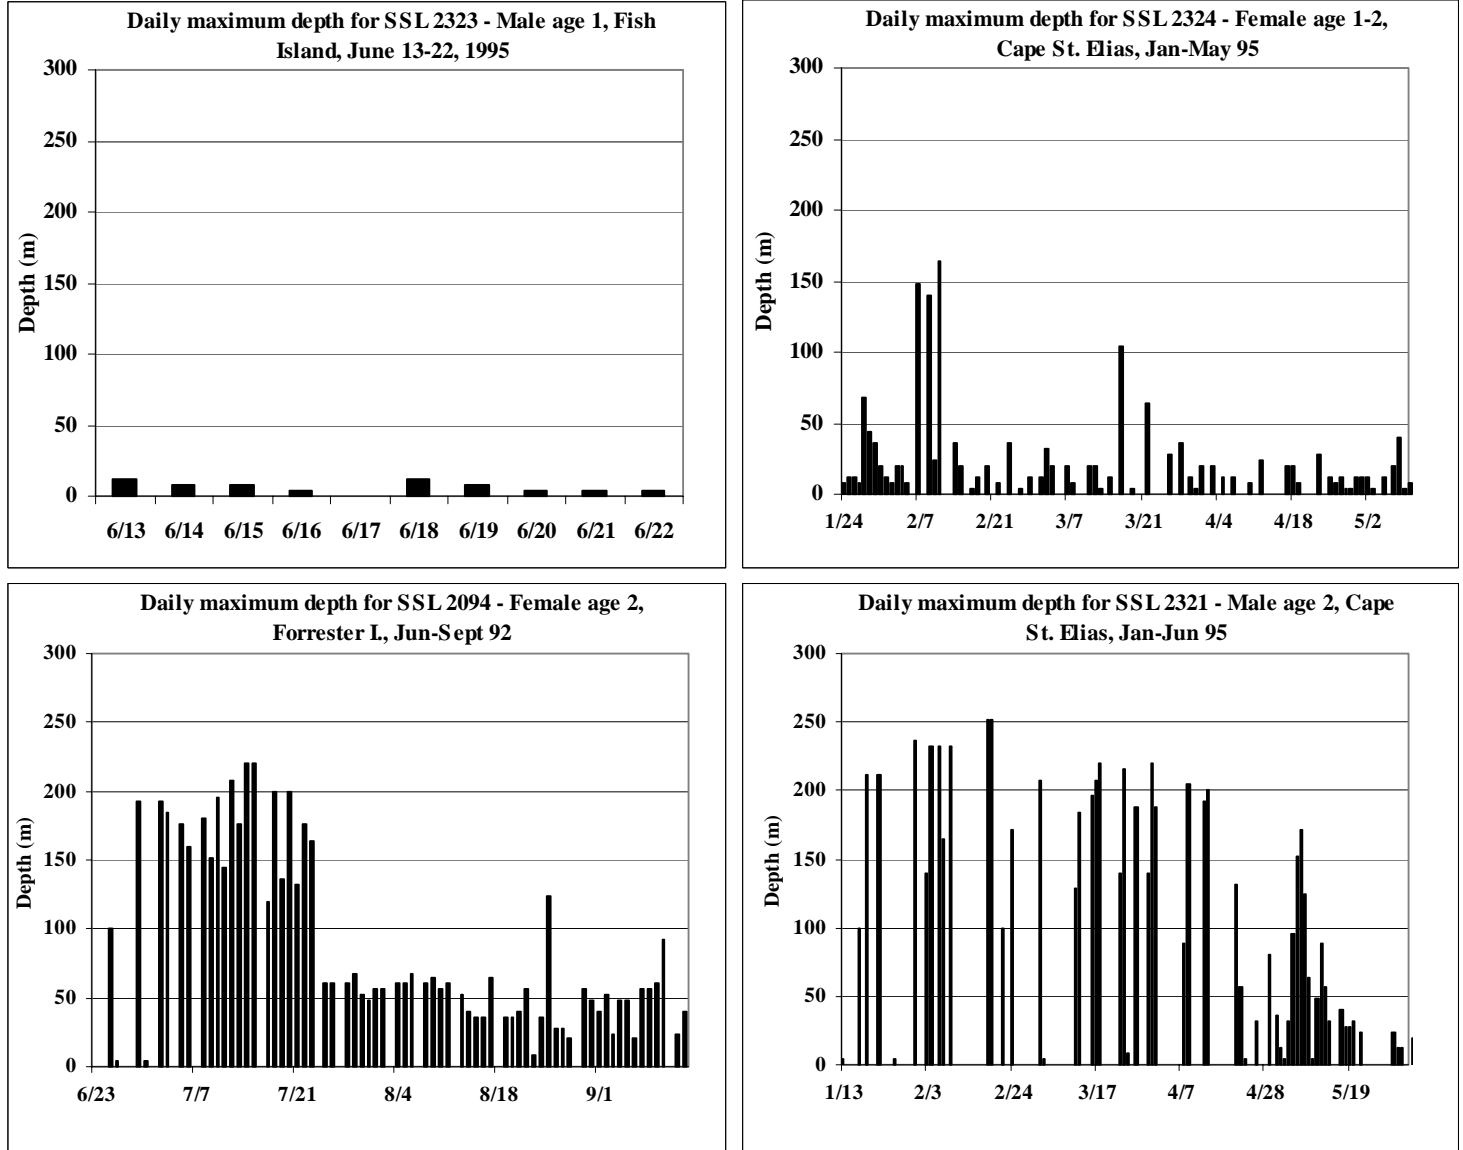 Daily maximum depth for SSL 2323 - Male age 1, Fish
Island, June 13-22, 1995
300
250
200
150
100
50
0
Depth (m)
6/13 6/14 6/15 6/16 6/17 6/18 6/19 6/20 6/21 6/22
Daily maximum depth for SSL 2324 - Female age 1-2,
Cape St. Elias, Jan-May 95
300
250
200
150
100
50
0
Depth (m)
1/24 2/7 2/21 3/7 3/21 4/4 4/18 5/2
Daily maximum depth for SSL 2094 - Female age 2,
Forrester I., Jun-Sept 92
300
250
200
150
100
50
0
Depth (m)
6/23 7/7 7/21 8/4 8/18 9/1
Daily maximum depth for SSL 2321 - Male age 2, Cape
St. Elias, Jan-Jun 95
300
250
200
150
100
50
0
Depth (m)
1/13 2/3 2/24 3/17 4/7 4/28 5/19